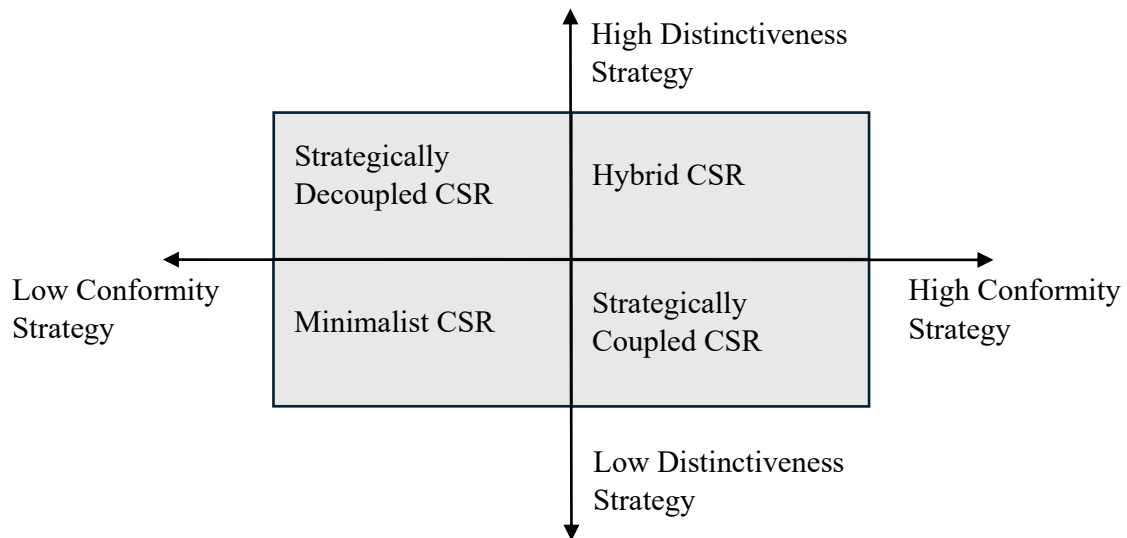 High Distinctiveness
Strategy
Strategically
Decoupled CSR
Hybrid CSR
Low Conformity
Strategy
High Conformity
Strategy
Minimalist CSR
Strategically
Coupled CSR
Low Distinctiveness
Strategy